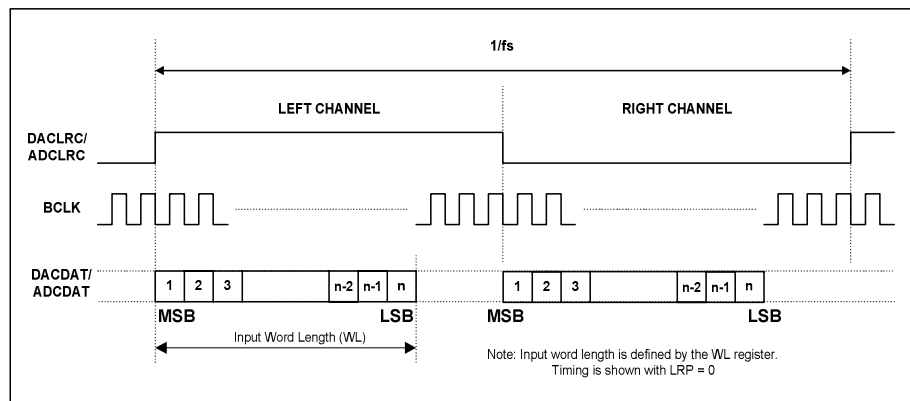 1/fs
LEFT CHANNEL
RIGHT CHANNEL
DACLRC/
ADCLRC
BCLK
DACDAT/
ADCDAT
1 2 3 n-2 n-1 n
1 2 3 n-2 n-1 n
MSB LSB MSB LSB
Input Word Length (WL)
Note: Input word length is defined by the WL register.
Timing is shown with LRP = 0